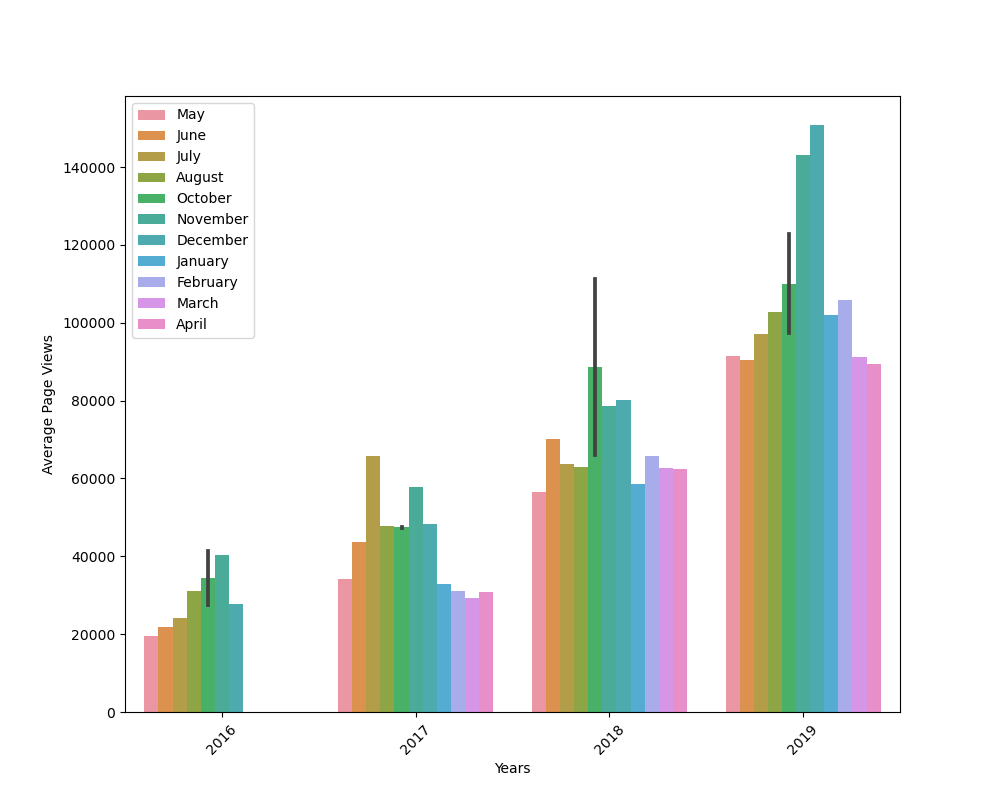 May
June
July
August
October
November
December
January
February
March
April
140000
120000
100000
80000
60000
40000
20000
0
Average Page Views
2016
2017
2018
2019
Years